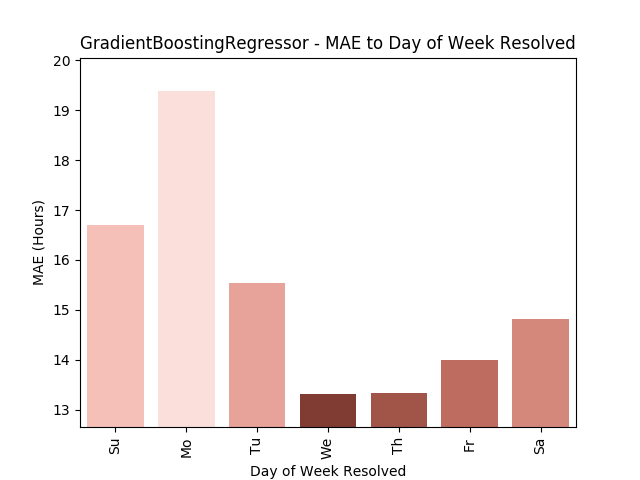 GradientBoostingRegressor - MAE to Day of Week Resolved
20
19
18
17
16
15
14
13
MAE (Hours)
Su
Mo
Tu
We
Th
Fr
Sa
Day of Week Resolved